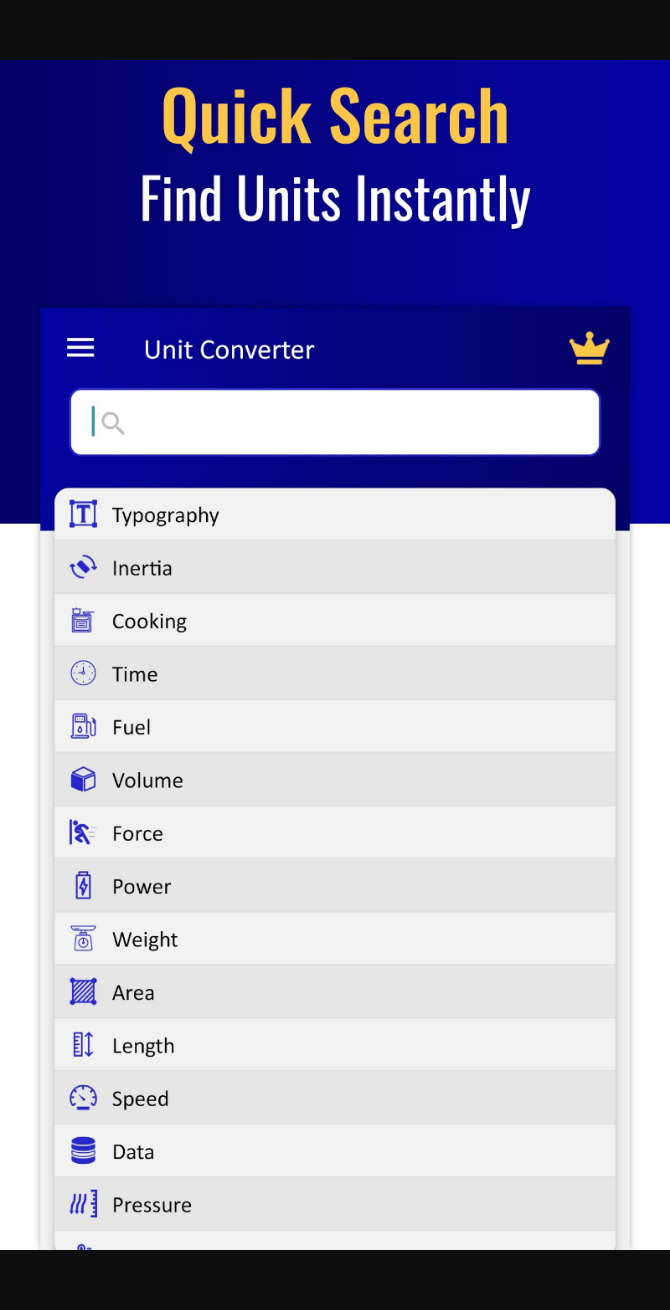 Quick Search
Find Units Instantly
Unit Converter
Typography
Inertia
Cooking
Time
Fuel
Volume
Force
Power
Weight
Area
Length
Speed
Data
Pressure